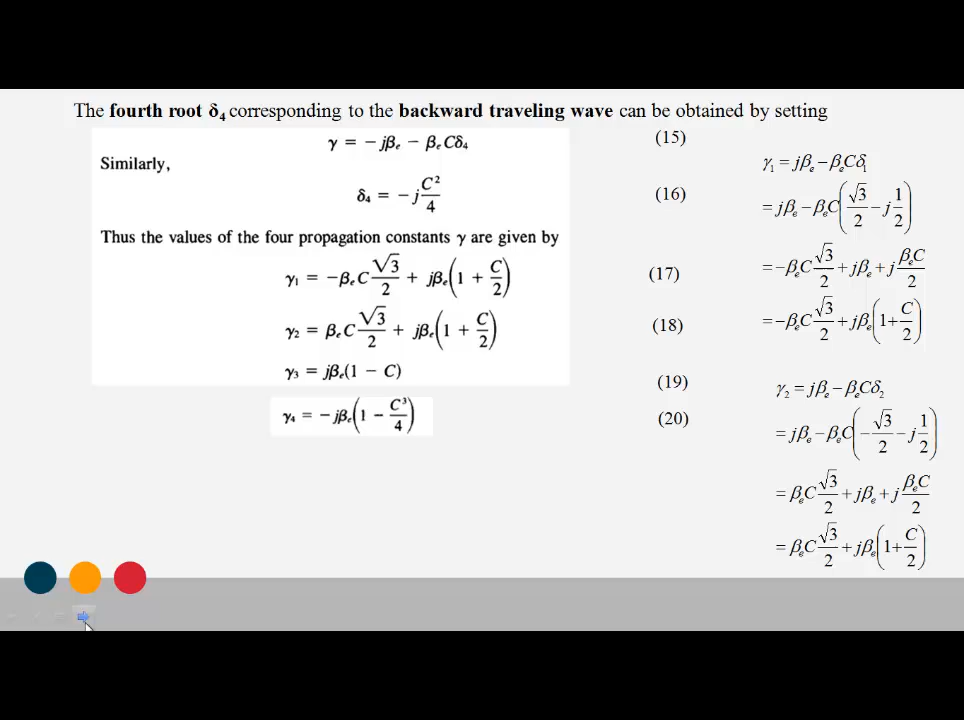 The fourth root δ₄ corresponding to the backward traveling wave can be obtained by setting
γ = −jβₑ − βₑCδ₄ (15)
Similarly,
δ₄ = −j C²/4 (16)
Thus the values of the four propagation constants γ are given by
γ₁ = −βₑC √3/2 + jβₑ(1 + C/2) (17)
γ₂ = βₑC √3/2 + jβₑ(1 + C/2) (18)
γ₃ = jβₑ(1 − C) (19)
γ₄ = −jβₑ(1 − C³/4) (20)
γ₁ = jβₑ − βₑCδ₁
= jβₑ − βₑC(√3/2 − j 1/2)
= −βₑC √3/2 + jβₑ + j βₑC/2
= −βₑC √3/2 + jβₑ(1 + C/2)
γ₂ = jβₑ − βₑCδ₂
= jβₑ − βₑC(−√3/2 − j 1/2)
= βₑC √3/2 + jβₑ + j βₑC/2
= βₑC √3/2 + jβₑ(1 + C/2)